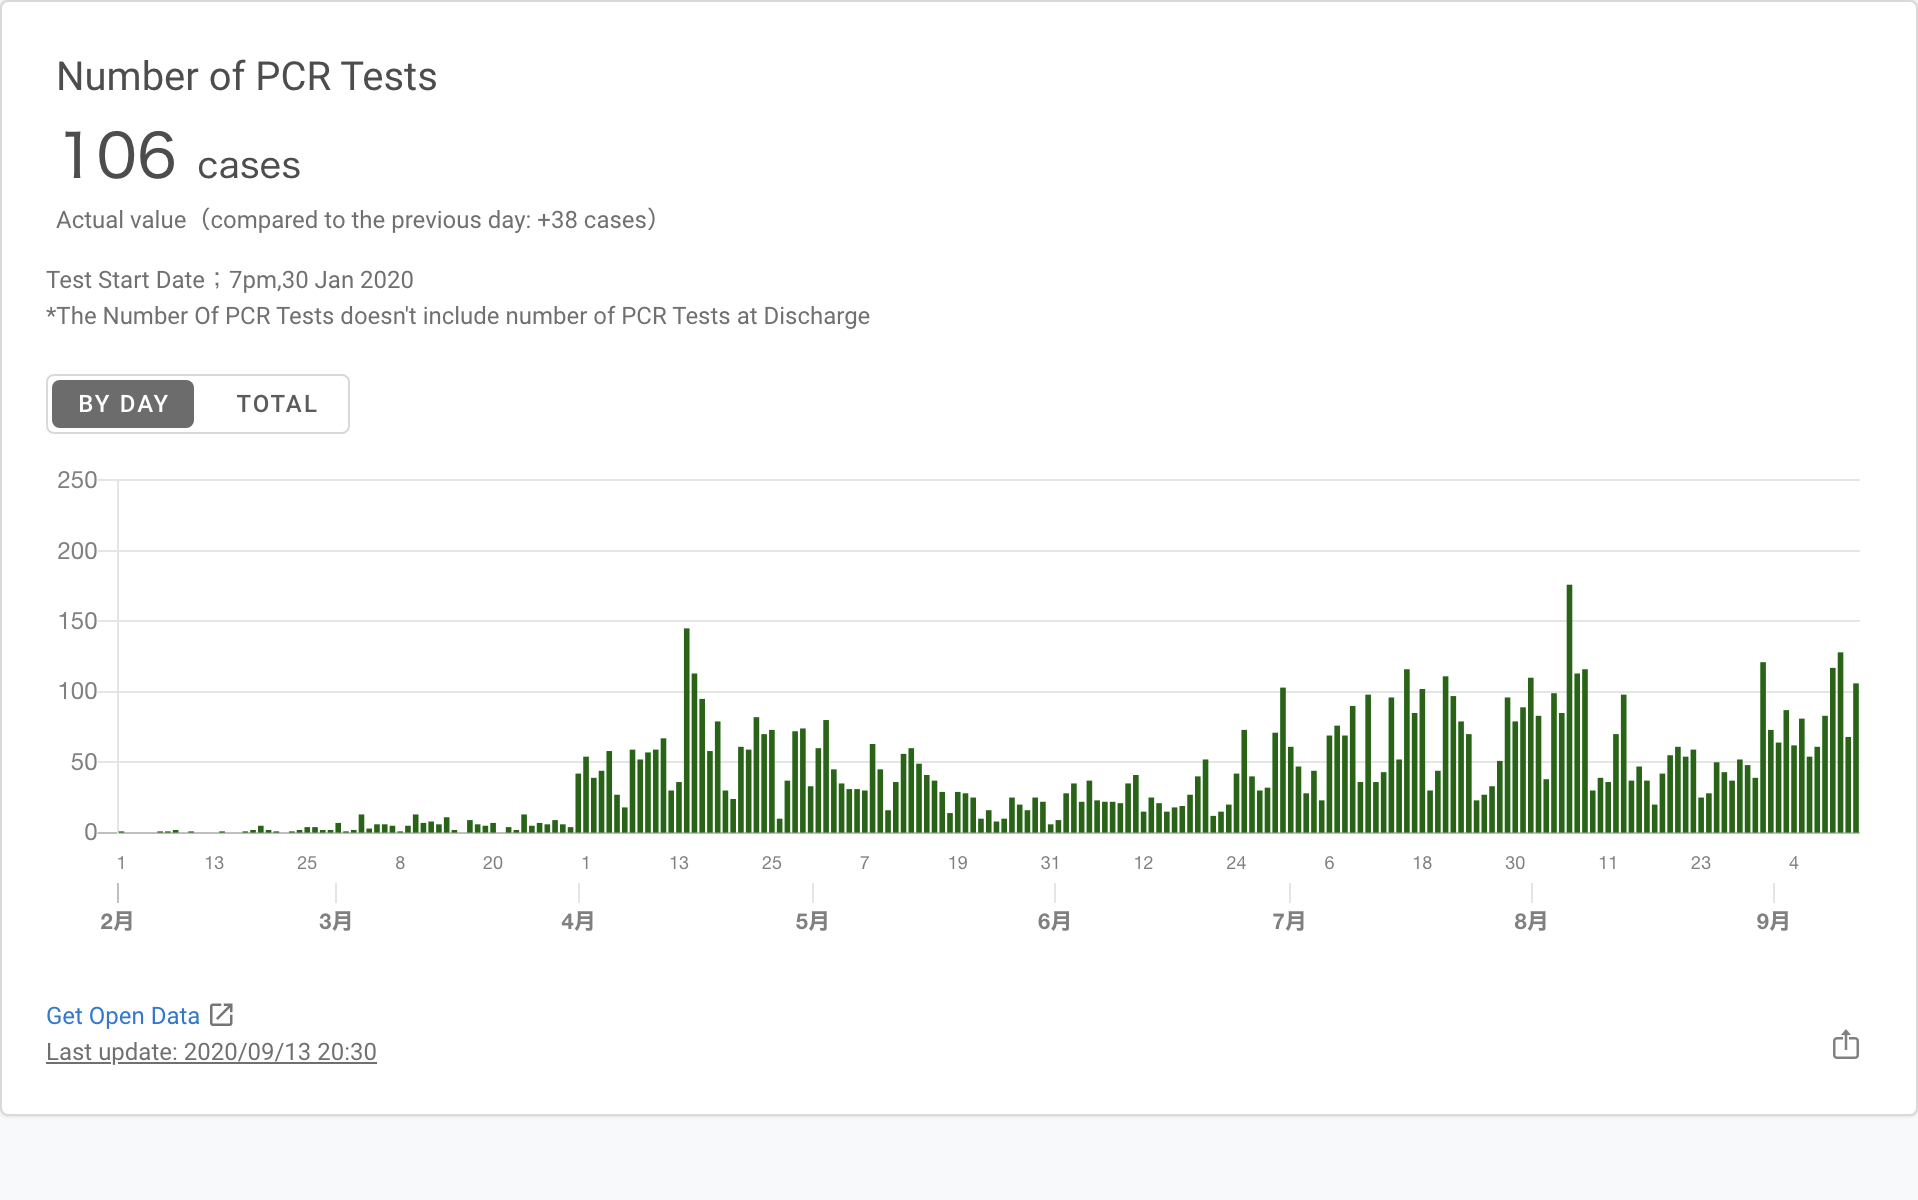 Number of PCR Tests
106 cases
Actual value（compared to the previous day: +38 cases）
Test Start Date；7pm,30 Jan 2020
*The Number Of PCR Tests doesn't include number of PCR Tests at Discharge
BY DAY TOTAL
250
200
150
100
50
0
1 13 25 8 20 1 13 25 7 19 31 12 24 6 18 30 11 23 4
2月 3月 4月 5月 6月 7月 8月 9月
Get Open Data
Last update: 2020/09/13 20:30